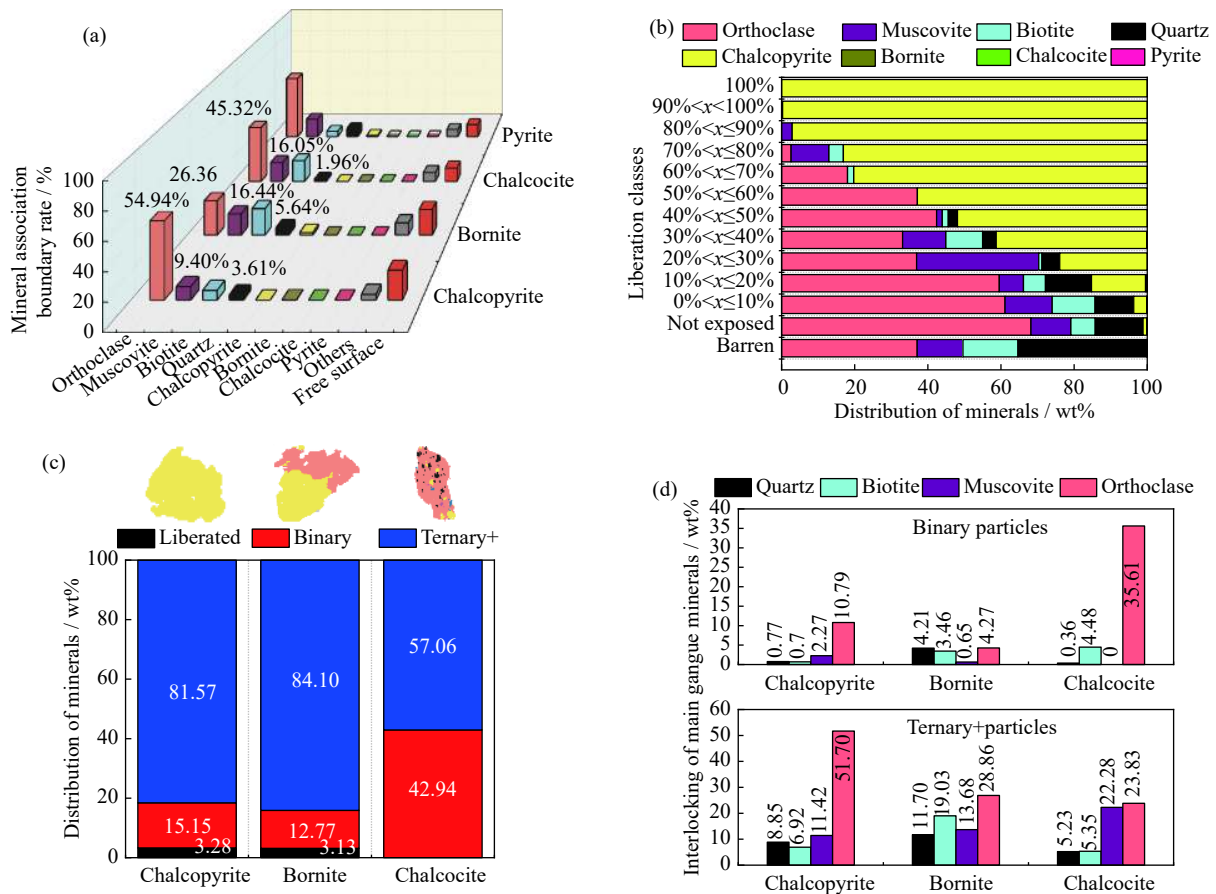 (a)
Mineral association
boundary rate / %
100
80
60
40
20
0
54.94%
9.40%
3.61%
26.36
16.44%
5.64%
45.32%
16.05%
1.96%
Pyrite
Chalcocite
Bornite
Chalcopyrite
Orthoclase
Muscovite
Biotite
Quartz
Chalcopyrite
Bornite
Chalcocite
Pyrite
Others
Free surface
(b)
Orthoclase Muscovite Biotite Quartz
Chalcopyrite Bornite Chalcocite Pyrite
Liberation classes
100%
90%<x<100%
80%<x≤90%
70%<x≤80%
60%<x≤70%
50%<x≤60%
40%<x≤50%
30%<x≤40%
20%<x≤30%
10%<x≤20%
0%<x≤10%
Not exposed
Barren
0 20 40 60 80 100
Distribution of minerals / wt%
(c)
Liberated Binary Ternary+
Distribution of minerals / wt%
100
80
60
40
20
0
81.57
15.15
3.28
84.10
12.77
3.13
57.06
42.94
Chalcopyrite Bornite Chalcocite
(d)
Quartz Biotite Muscovite Orthoclase
Interlocking of main gangue minerals / wt%
Binary particles
40
35
30
25
20
15
10
5
0
0.77 0.7 2.27 10.79
4.21 3.46 0.65 4.27
0.36 4.48 0 35.61
Chalcopyrite Bornite Chalcocite
Ternary+particles
60
50
40
30
20
10
0
8.85 6.92 11.42 51.70
11.70 19.03 13.68 28.86
5.23 5.35 22.28 23.83
Chalcopyrite Bornite Chalcocite